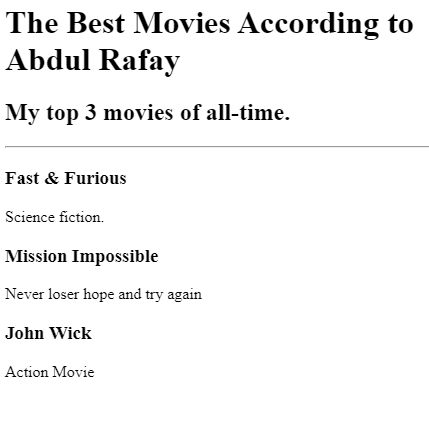 The Best Movies According to
Abdul Rafay
My top 3 movies of all-time.
Fast & Furious
Science fiction.
Mission Impossible
Never loser hope and try again
John Wick
Action Movie